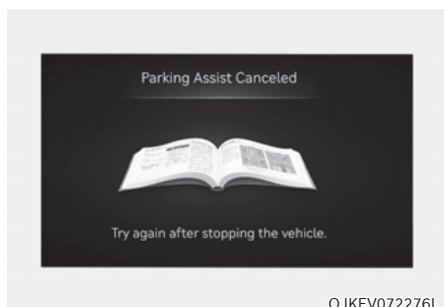 Parking Assist Canceled
Try again after stopping the vehicle.
OJKEV072276L